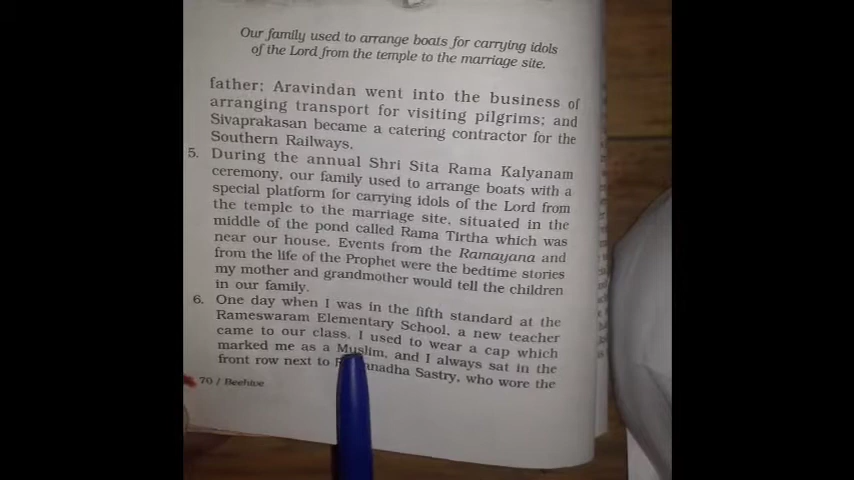 Our family used to arrange boats for carrying idols
of the Lord from the temple to the marriage site.
father; Aravindan went into the business of
arranging transport for visiting pilgrims; and
Sivaprakasan became a catering contractor for the
Southern Railways.
5. During the annual Shri Sita Rama Kalyanam
ceremony, our family used to arrange boats with a
special platform for carrying idols of the Lord from
the temple to the marriage site, situated in the
middle of the pond called Rama Tirtha which was
near our house. Events from the Ramayana and
from the life of the Prophet were the bedtime stories
my mother and grandmother would tell the children
in our family.
6. One day when I was in the fifth standard at the
Rameswaram Elementary School, a new teacher
came to our class. I used to wear a cap which
marked me as a Muslim, and I always sat in the
front row next to Sastry, who wore the
70 / Beehive